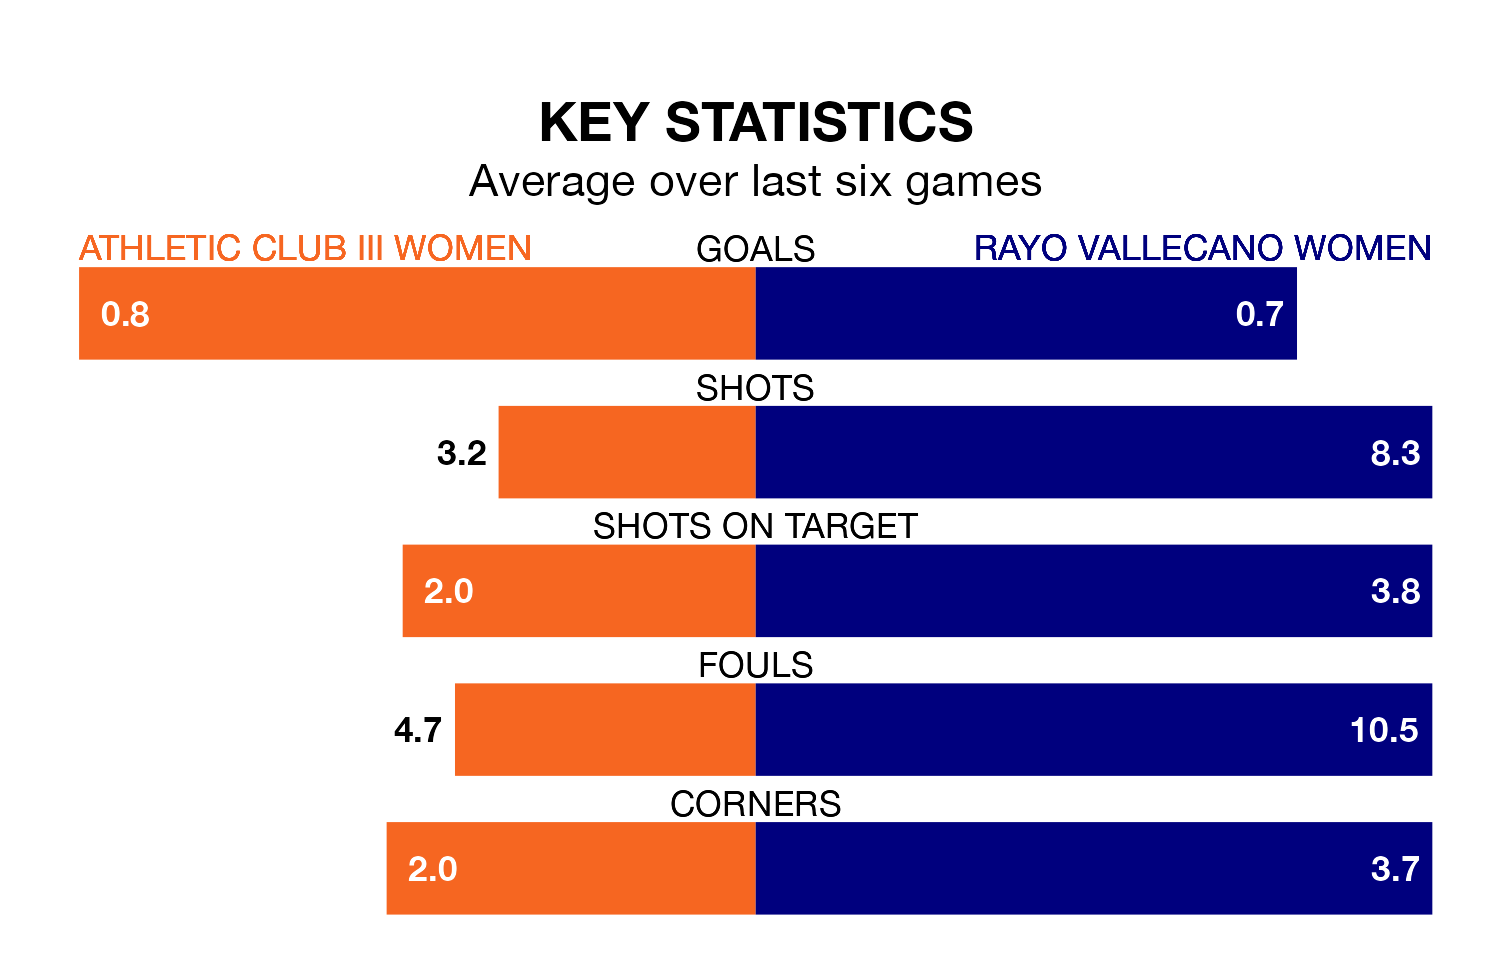 KEY STATISTICS
Average over last six games
ATHLETIC CLUB III WOMEN GOALS RAYO VALLECANO WOMEN
0.8 0.7
SHOTS
3.2 8.3
SHOTS ON TARGET
2.0 3.8
FOULS
4.7 10.5
CORNERS
2.0 3.7